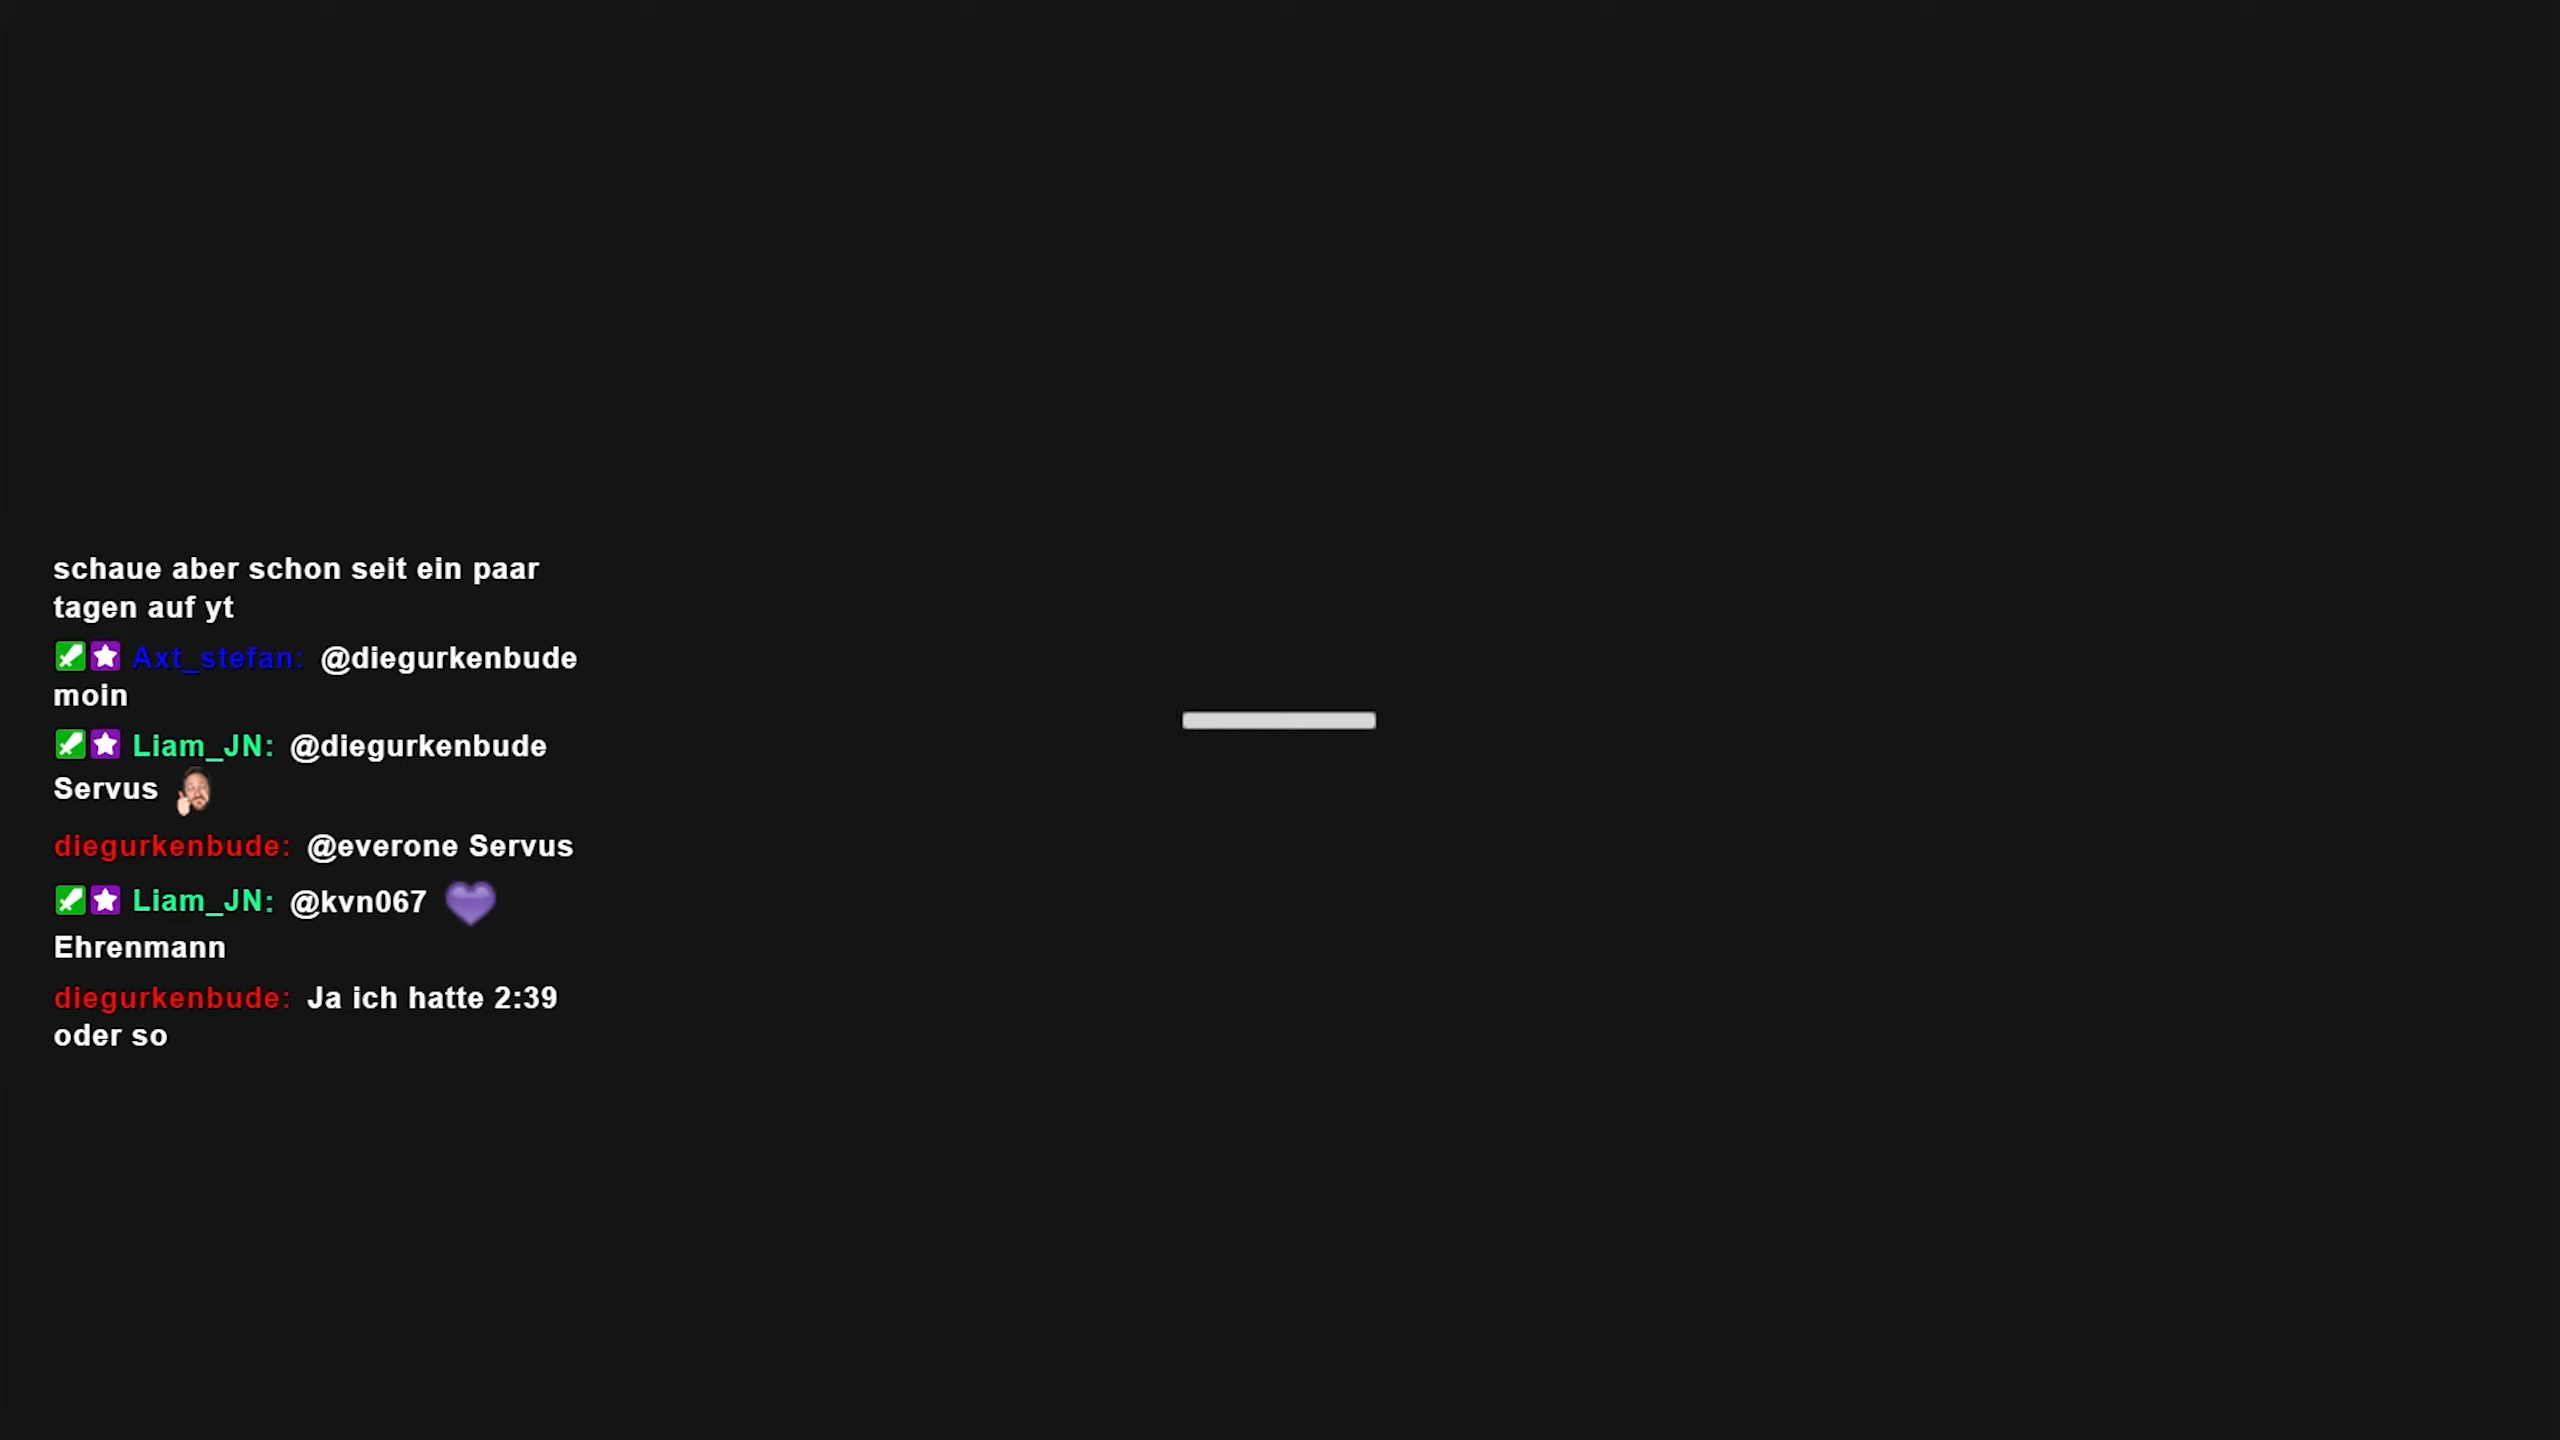 schaue aber schon seit ein paar
tagen auf yt
Axt_stefan: @diegurkenbude
moin
Liam_JN: @diegurkenbude
Servus
diegurkenbude: @everone Servus
Liam_JN: @kvn067
Ehrenmann
diegurkenbude: Ja ich hatte 2:39
oder so